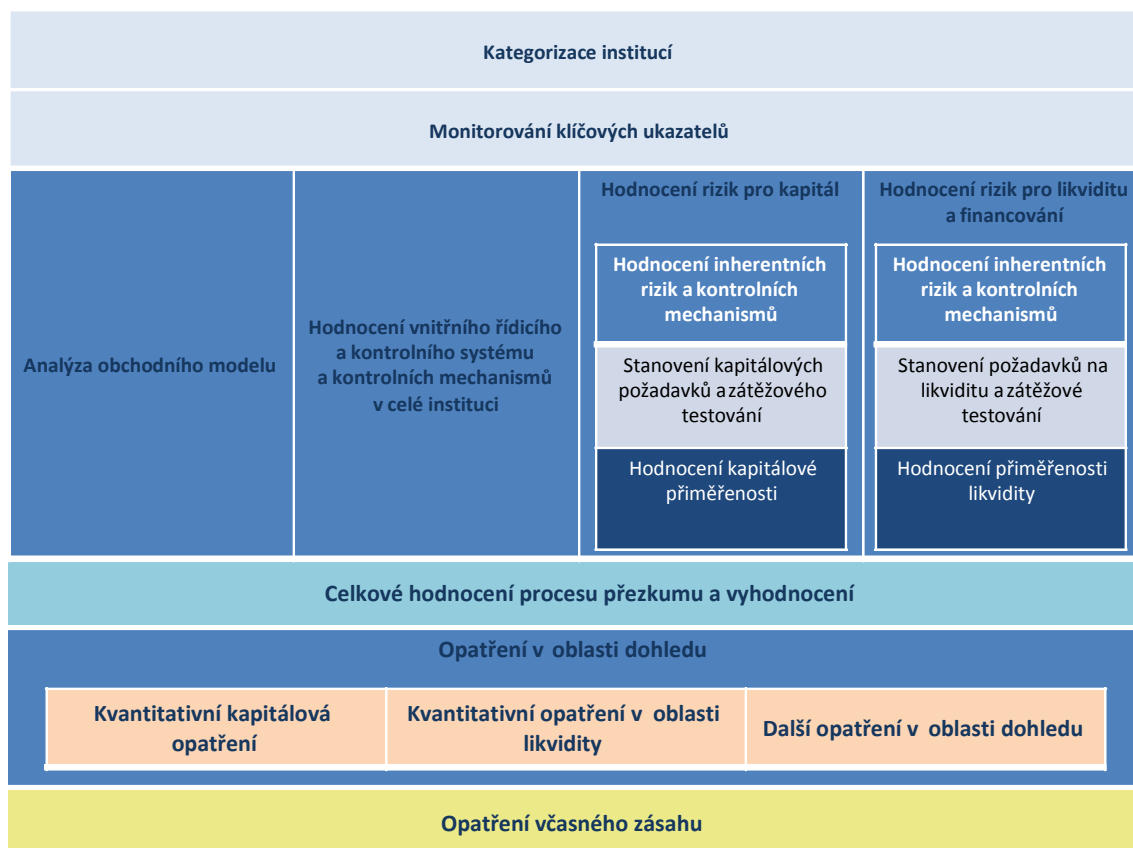 Kategorizace institucí
Monitorování klíčových ukazatelů
Analýza obchodního modelu
Hodnocení vnitřního řídicího
a kontrolního systému
a kontrolních mechanismů
v celé instituci
Hodnocení rizik pro kapitál
Hodnocení inherentních
rizik a kontrolních
mechanismů
Stanovení kapitálových
požadavků a zátěžového
testování
Hodnocení kapitálové
přiměřenosti
Hodnocení rizik pro likviditu
a financování
Hodnocení inherentních
rizik a kontrolních
mechanismů
Stanovení požadavků na
likviditu a zátěžové
testování
Hodnocení přiměřenosti
likvidity
Celkové hodnocení procesu přezkumu a vyhodnocení
Opatření v oblasti dohledu
Kvantitativní kapitálová
opatření
Kvantitativní opatření v oblasti
likvidity
Další opatření v oblasti dohledu
Opatření včasného zásahu